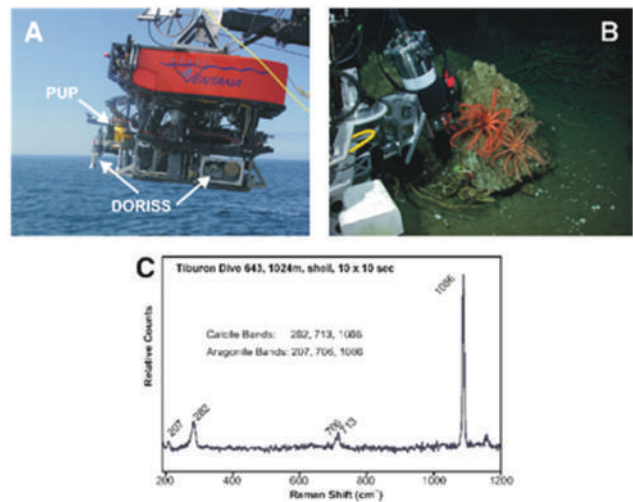 A
B
VENTANA
PUP
DORISS
C
Tiburon Dive 643, 1024m, shell, 10 x 10 sec
1086
Calcite Bands: 282, 713, 1086
Aragonite Bands: 207, 706, 1086
Relative Counts
207
282
706
713
200
400
600
800
1000
1200
Raman Shift (cm⁻¹)